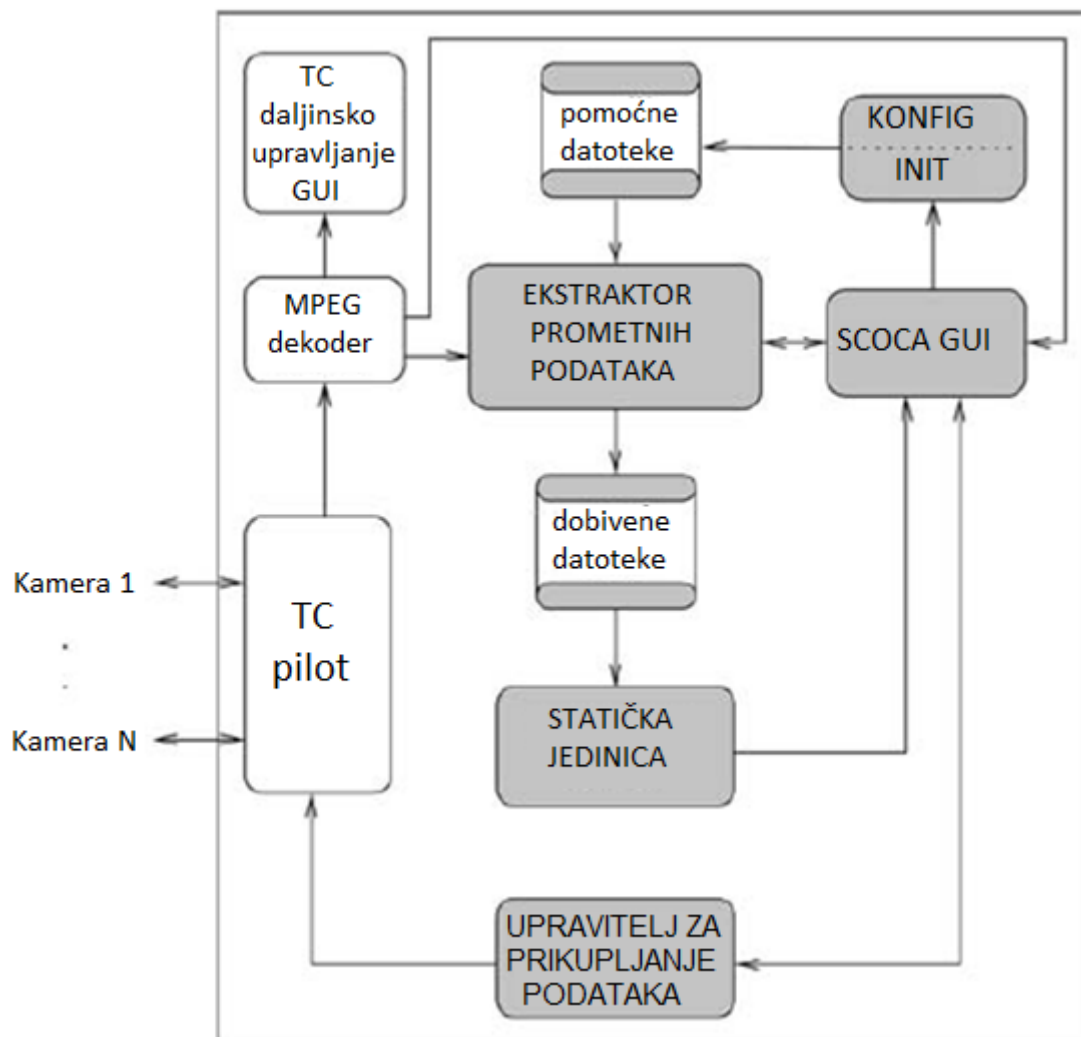 TC
daljinsko
upravljanje
GUI
pomoćne
datoteke
KONFIG
INIT
MPEG
dekoder
EKSTRAKTOR
PROMETNIH
PODATAKA
SCOCA GUI
dobivene
datoteke
Kamera 1
TC
pilot
Kamera N
STATIČKA
JEDINICA
UPRAVITELJ ZA
PRIKUPLJANJE
PODATAKA